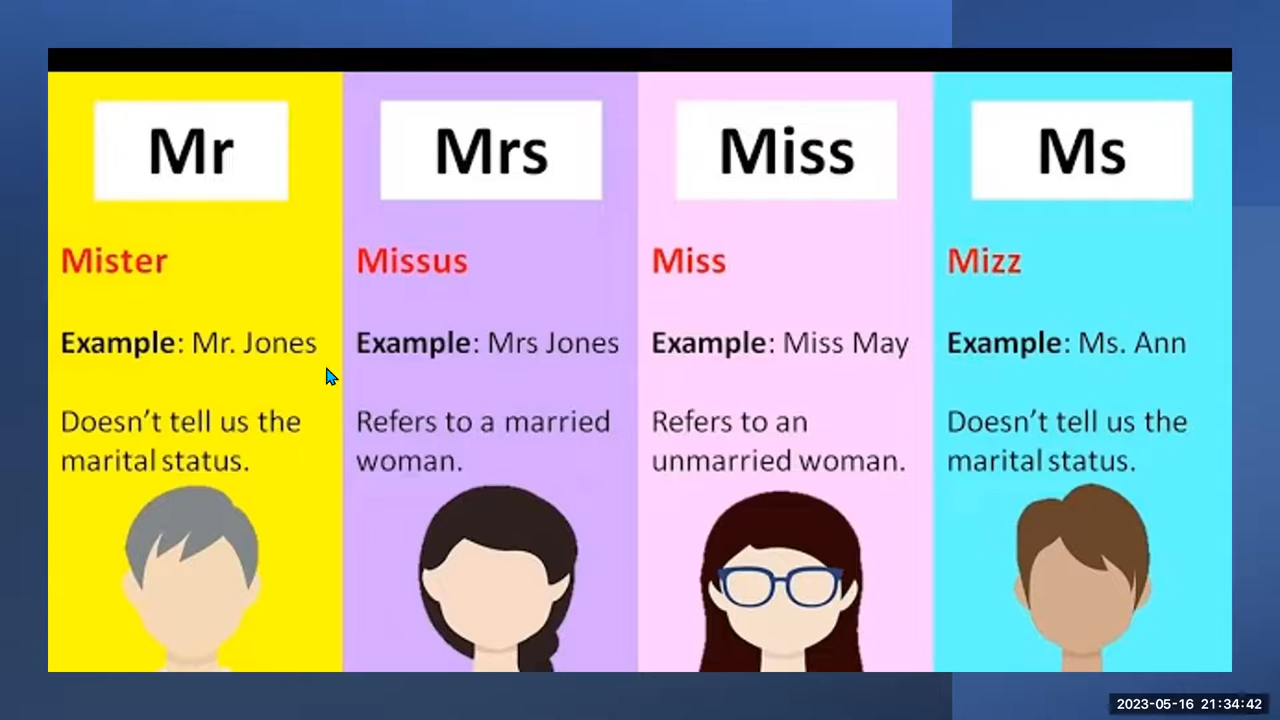 Mr
Mister
Example: Mr. Jones
Doesn't tell us the
marital status.
Mrs
Missus
Example: Mrs Jones
Refers to a married
woman.
Miss
Miss
Example: Miss May
Refers to an
unmarried woman.
Ms
Mizz
Example: Ms. Ann
Doesn't tell us the
marital status.
2023-05-16 21:34:42